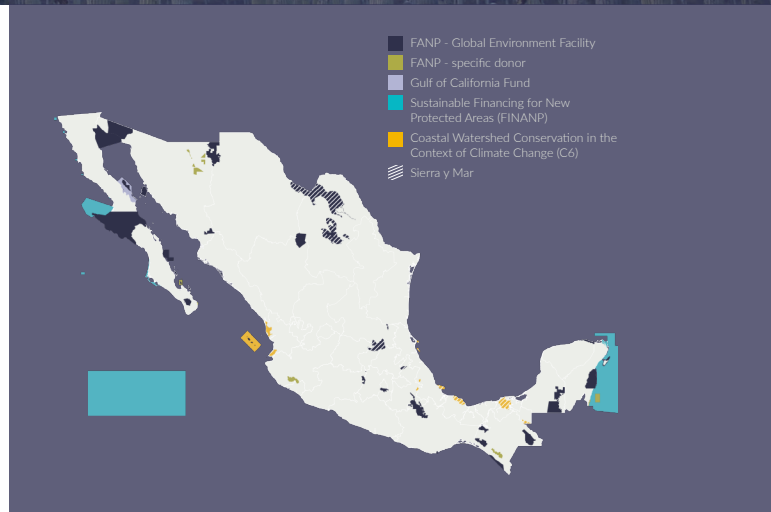 FANP - Global Environment Facility
FANP - specific donor
Gulf of California Fund
Sustainable Financing for New
Protected Areas (FINANP)
Coastal Watershed Conservation in the
Context of Climate Change (C6)
Sierra y Mar